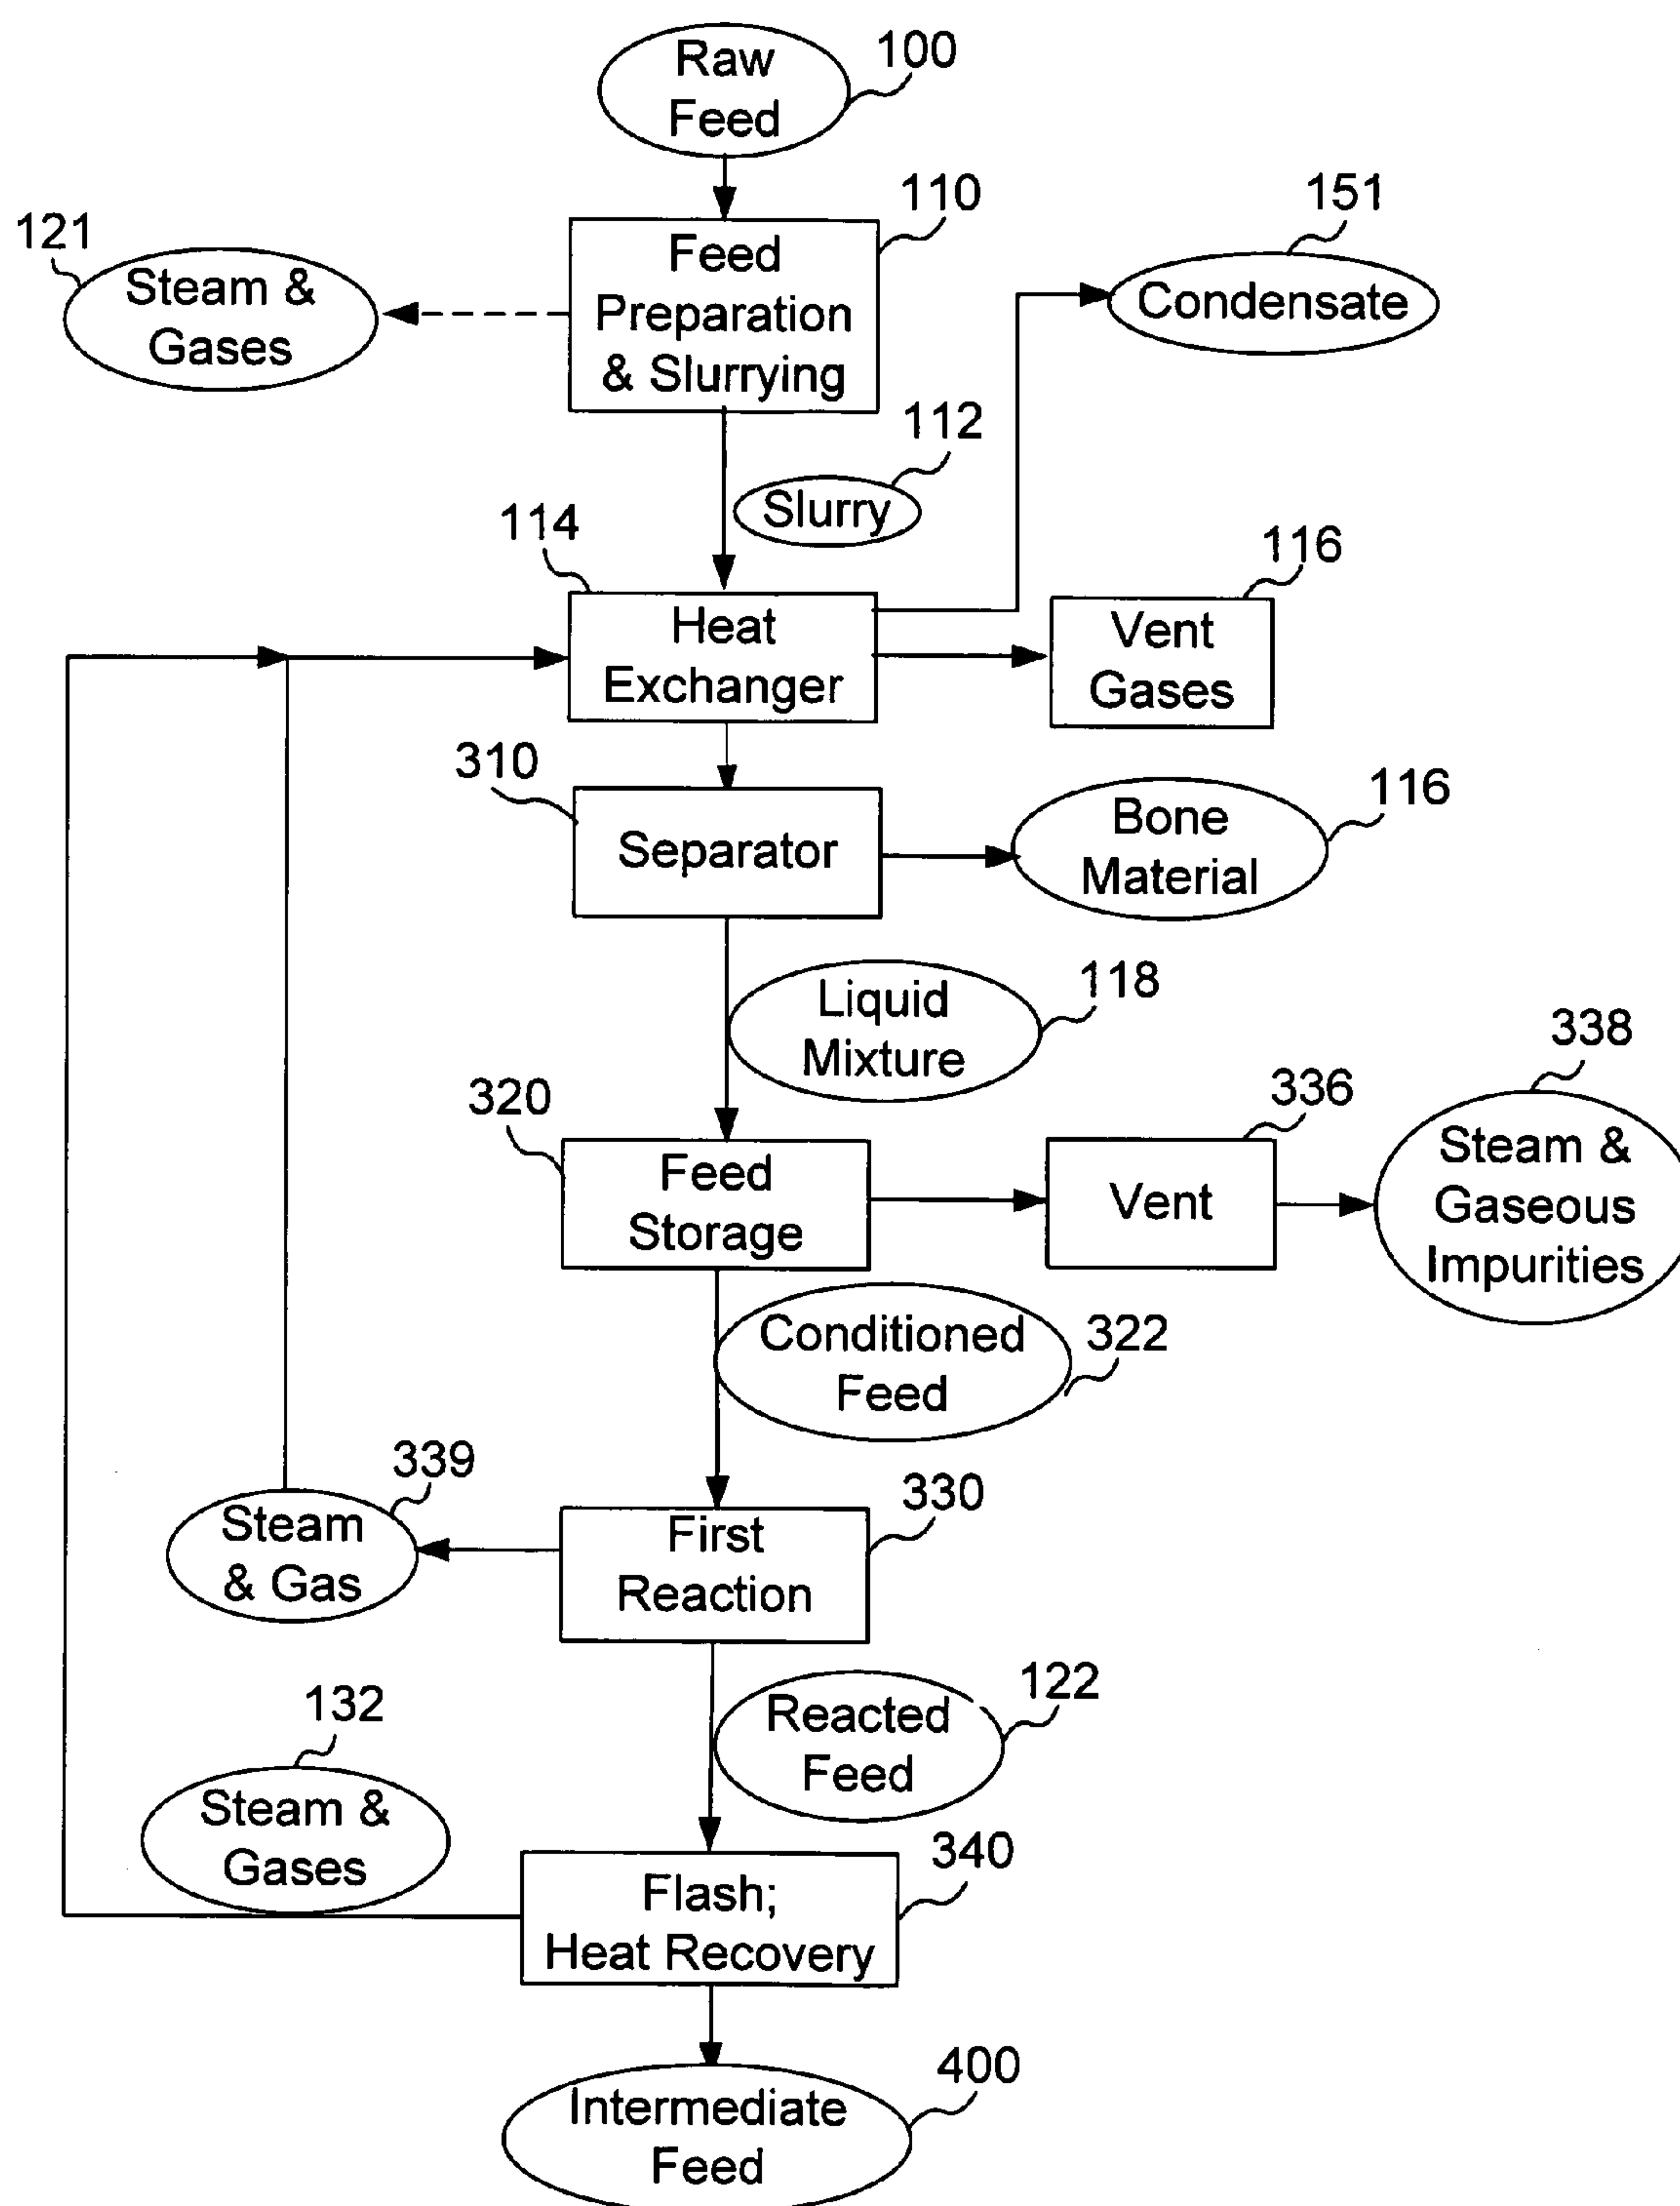 Raw
Feed
100
110
Feed
Preparation
& Slurrying
121
Steam &
Gases
151
Condensate
112
Slurry
114
Heat
Exchanger
116
Vent
Gases
310
Separator
Bone
Material
116
Liquid
Mixture
118
320
Feed
Storage
336
Vent
338
Steam &
Gaseous
Impurities
Conditioned
Feed
322
339
Steam
& Gas
330
First
Reaction
Reacted
Feed
122
132
Steam &
Gases
340
Flash;
Heat Recovery
400
Intermediate
Feed